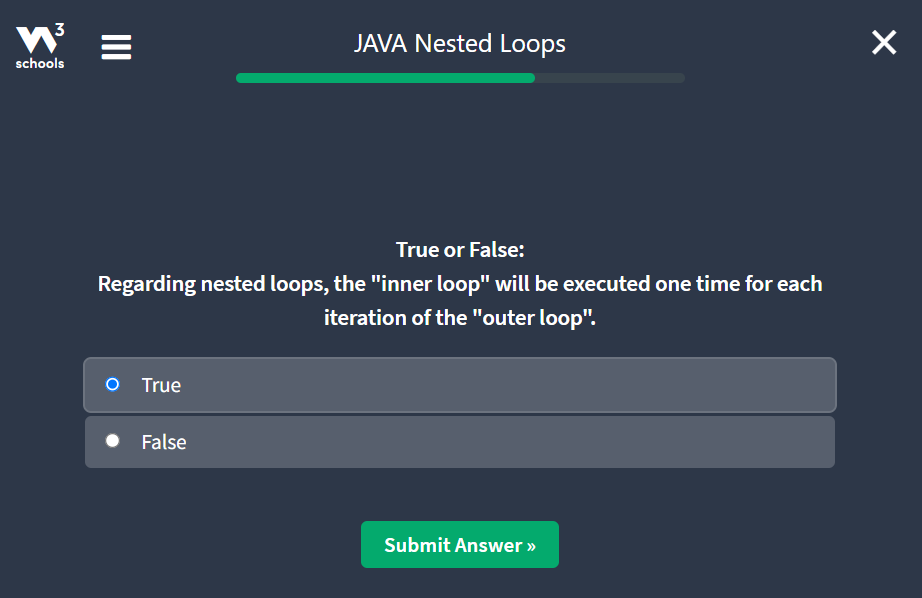 W3
schools
JAVA Nested Loops
True or False:
Regarding nested loops, the "inner loop" will be executed one time for each
iteration of the "outer loop".
True
False
Submit Answer »